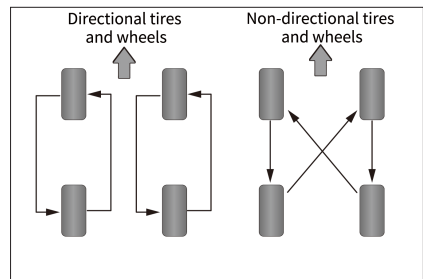 Directional tires
and wheels
Non-directional tires
and wheels